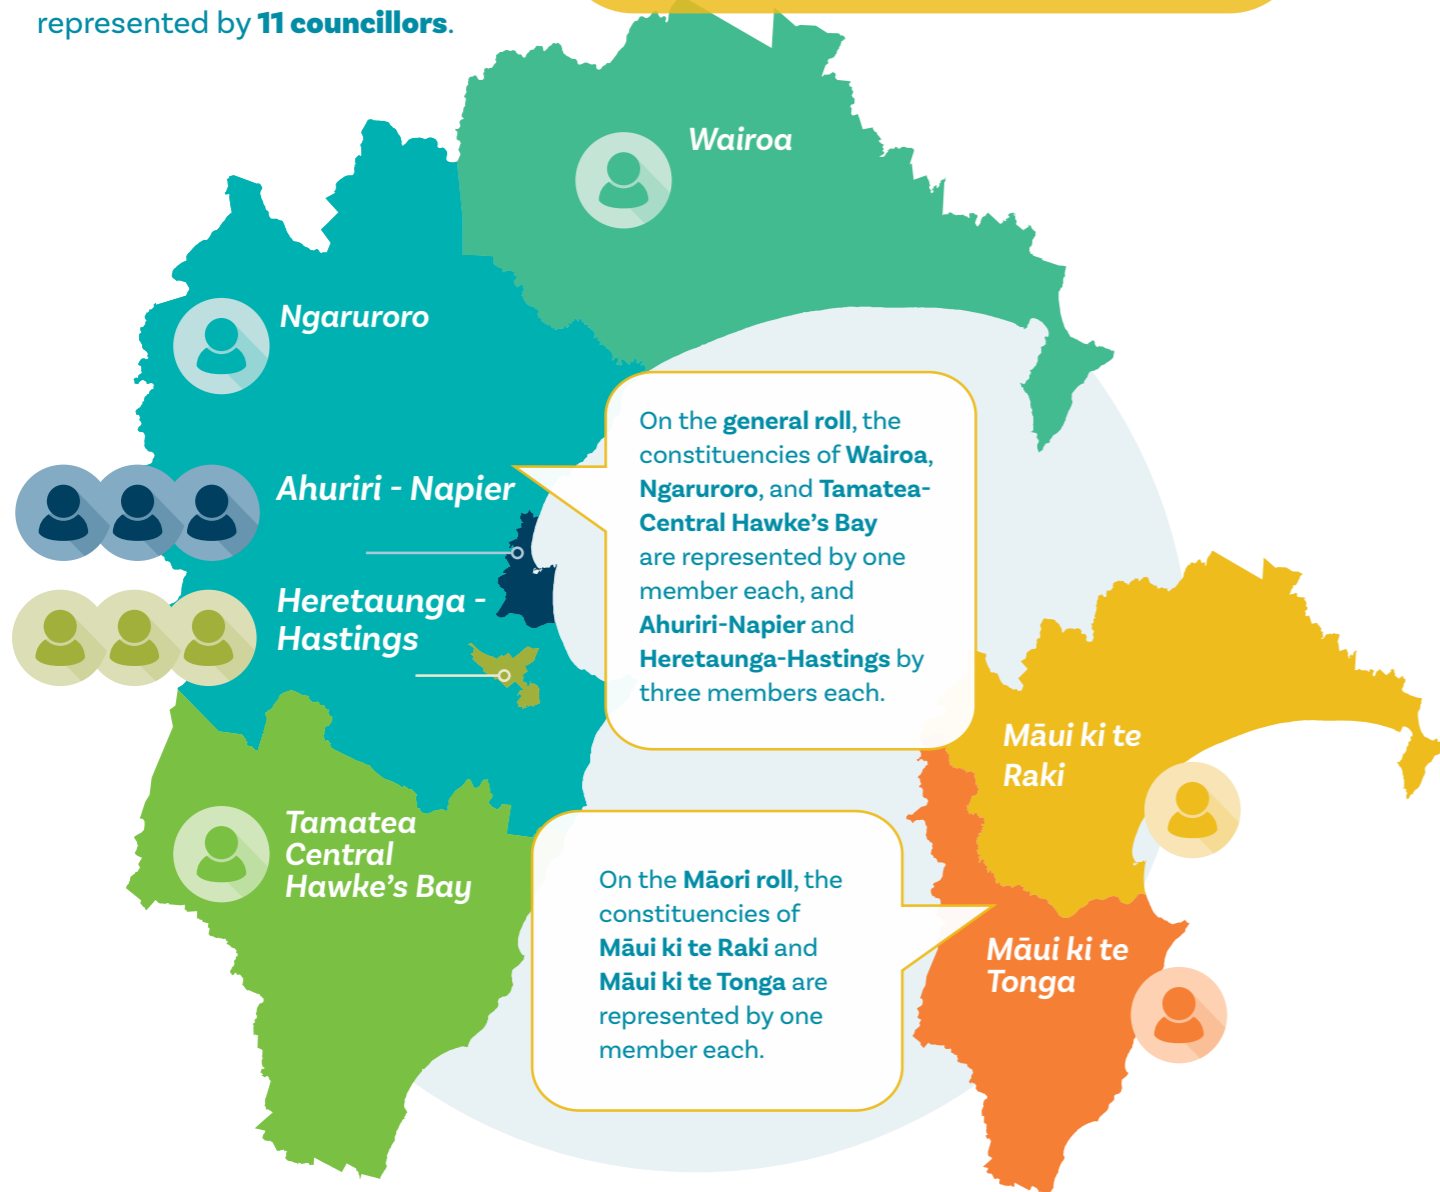 represented by 11 councillors.
Wairoa
Ngaruroro
Ahuriri - Napier
Heretaunga -
Hastings
Tamatea
Central
Hawke's Bay
On the general roll, the
constituencies of Wairoa,
Ngaruroro, and Tamatea-
Central Hawke's Bay
are represented by one
member each, and
Ahuriri-Napier and
Heretaunga-Hastings by
three members each.
Māui ki te
Raki
On the Māori roll, the
constituencies of
Māui ki te Raki and
Māui ki te Tonga are
represented by one
member each.
Māui ki te
Tonga